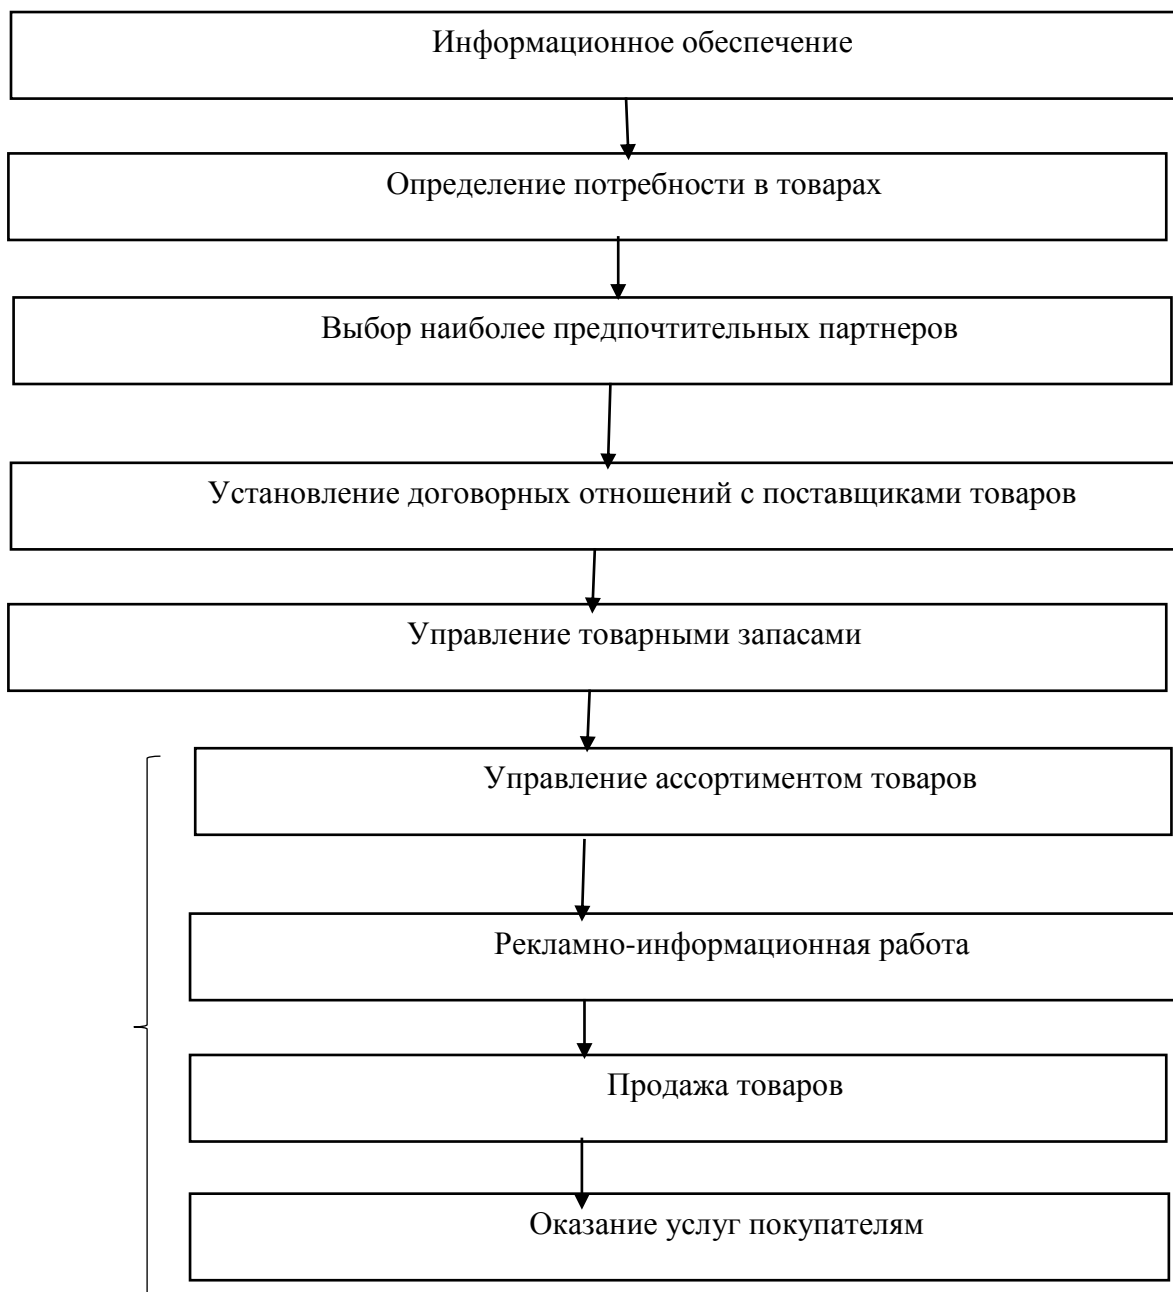 Информационное обеспечение
Определение потребности в товарах
Выбор наиболее предпочтительных партнеров
Установление договорных отношений с поставщиками товаров
Управление товарными запасами
Управление ассортиментом товаров
Рекламно-информационная работа
Продажа товаров
Оказание услуг покупателям